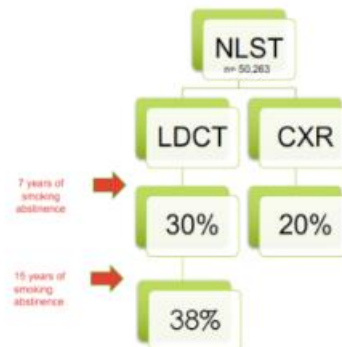 NLST
n= 50,263
LDCT
CXR
7 years of
smoking
abstinence
30%
20%
15 years of
smoking
abstinence
38%